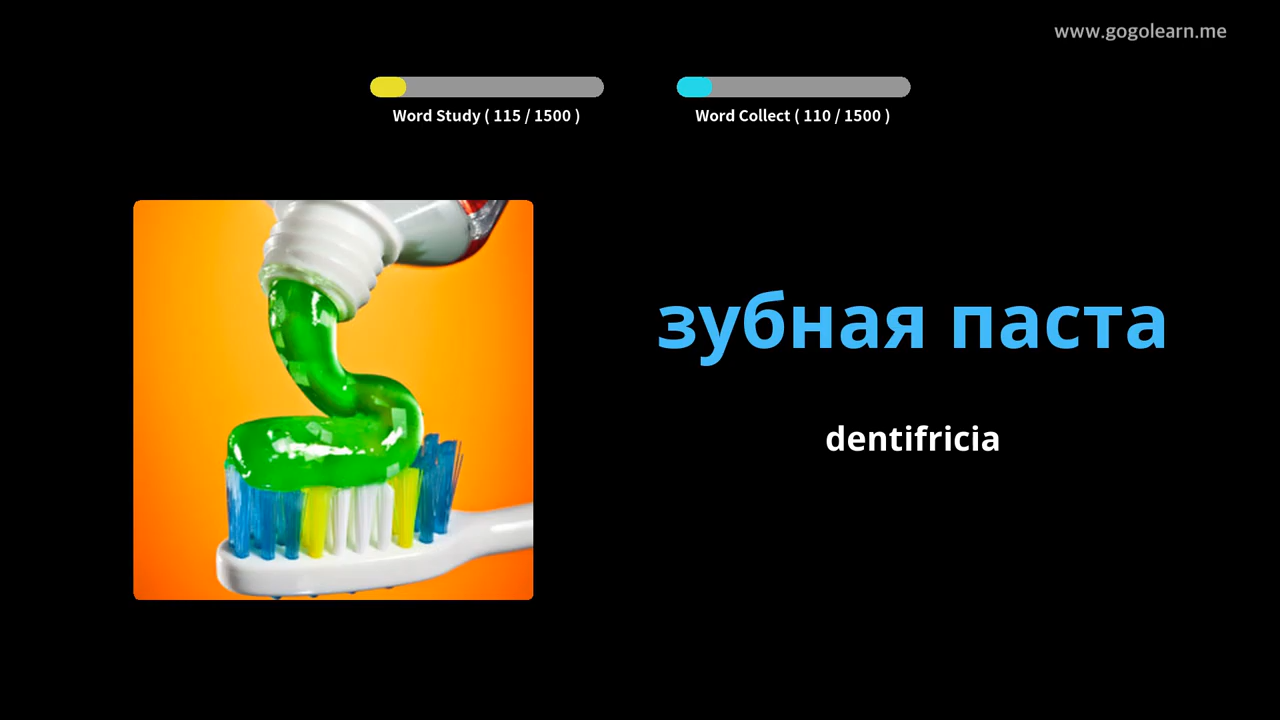 www.gogolearn.me
Word Study ( 115 / 1500 )
Word Collect ( 110 / 1500 )
зубная паста
dentifricia